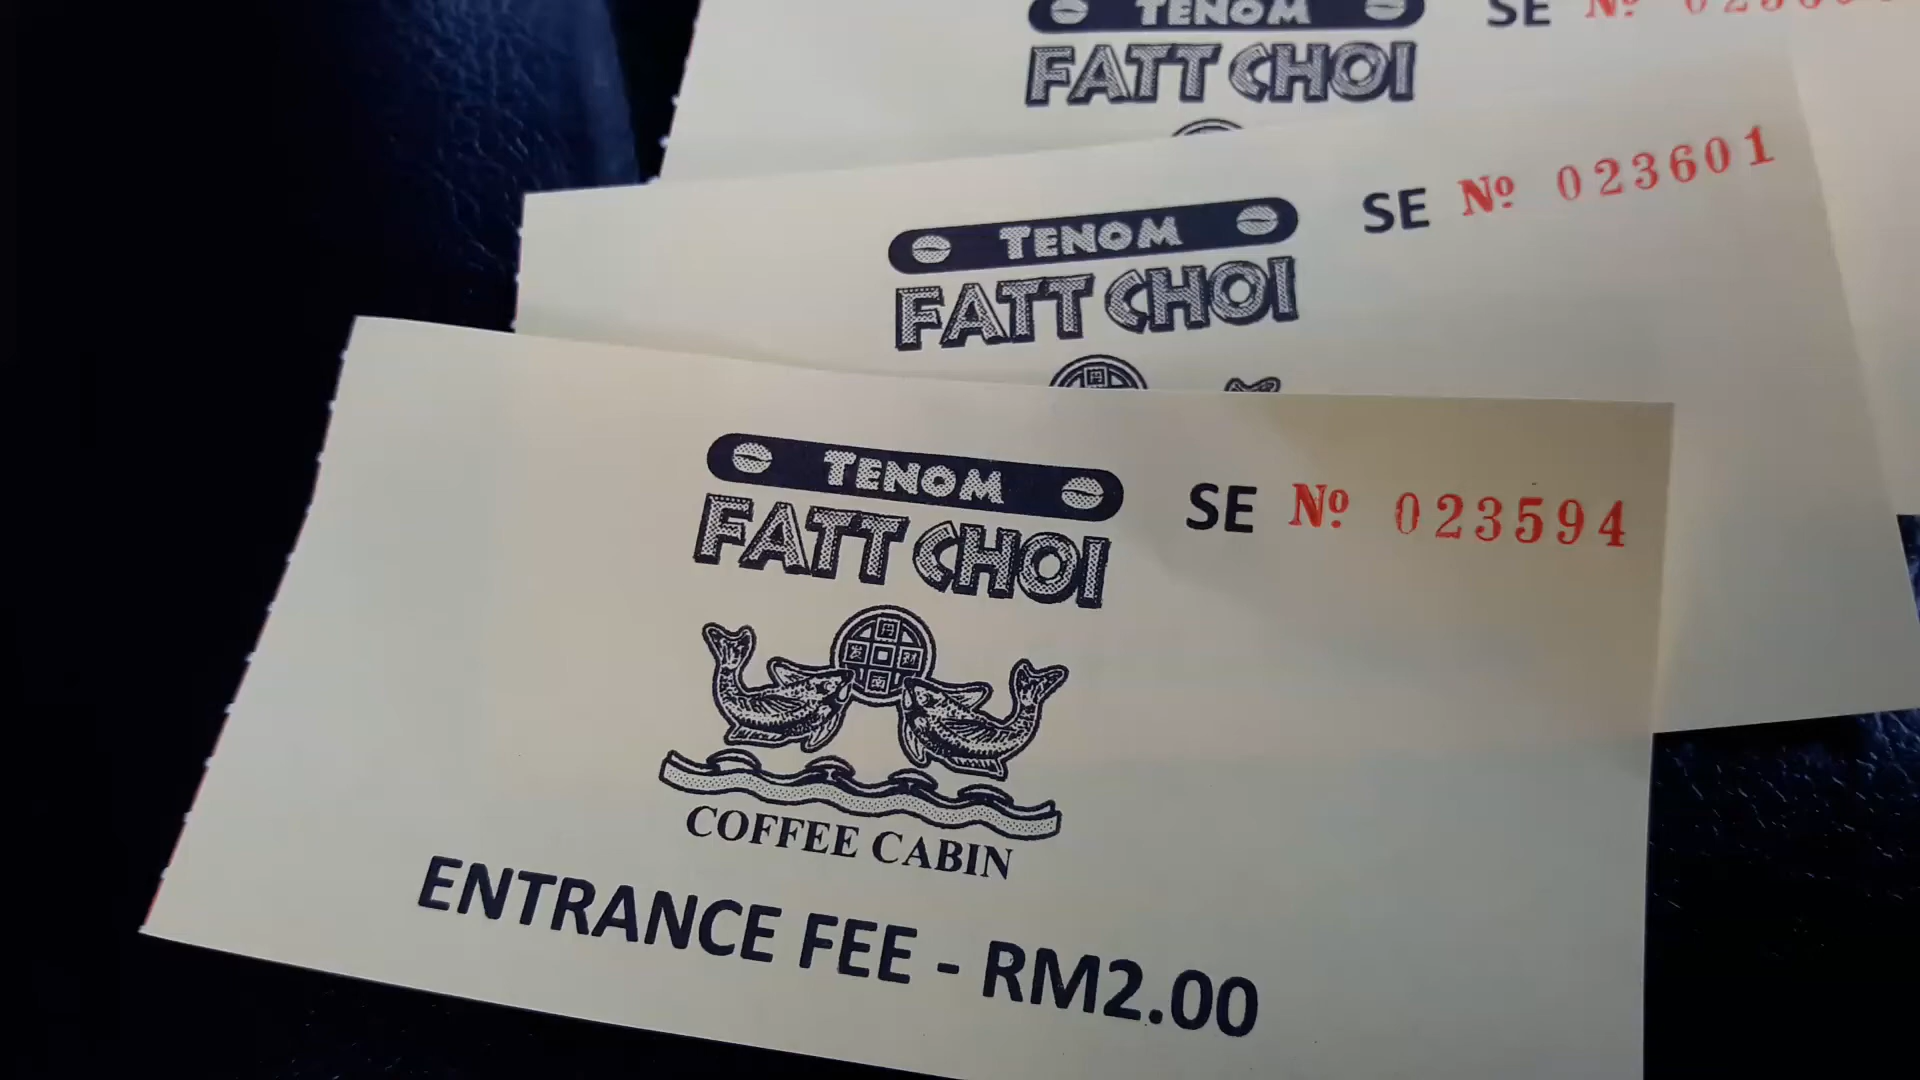 TENOM
FATT CHOI
SE Nº
TENOM
FATT CHOI
SE Nº 023601
TENOM
FATT CHOI
SE Nº 023594
COFFEE CABIN
ENTRANCE FEE - RM2.00